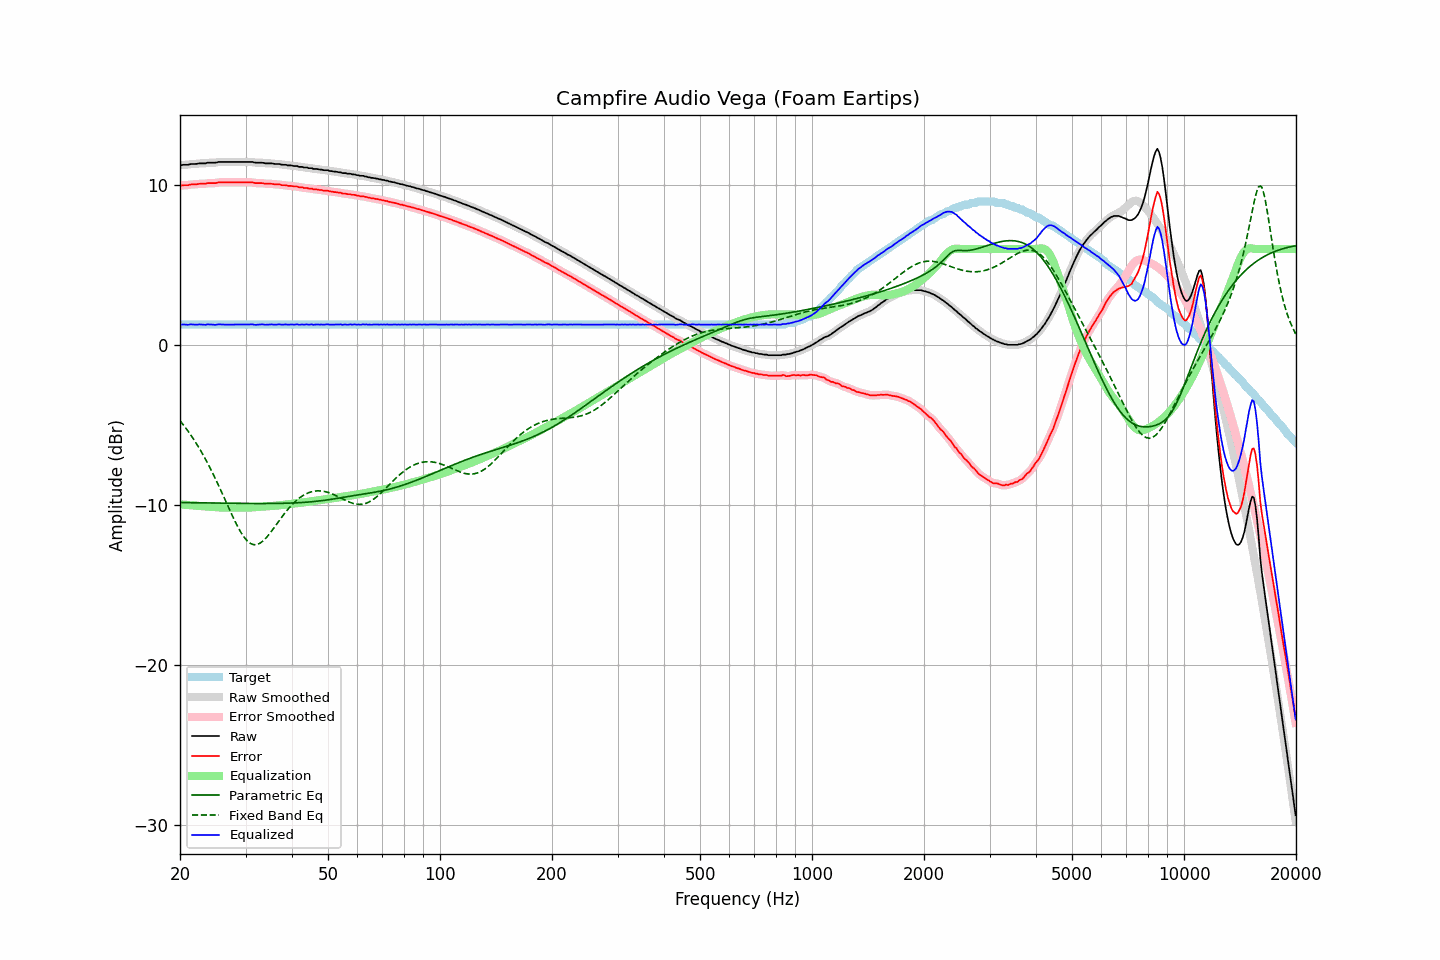 Campfire Audio Vega (Foam Eartips)
10
0
−10
−20
−30
Amplitude (dBr)
Target
Raw Smoothed
Error Smoothed
Raw
Error
Equalization
Parametric Eq
Fixed Band Eq
Equalized
20 50 100 200 500 1000 2000 5000 10000 20000
Frequency (Hz)